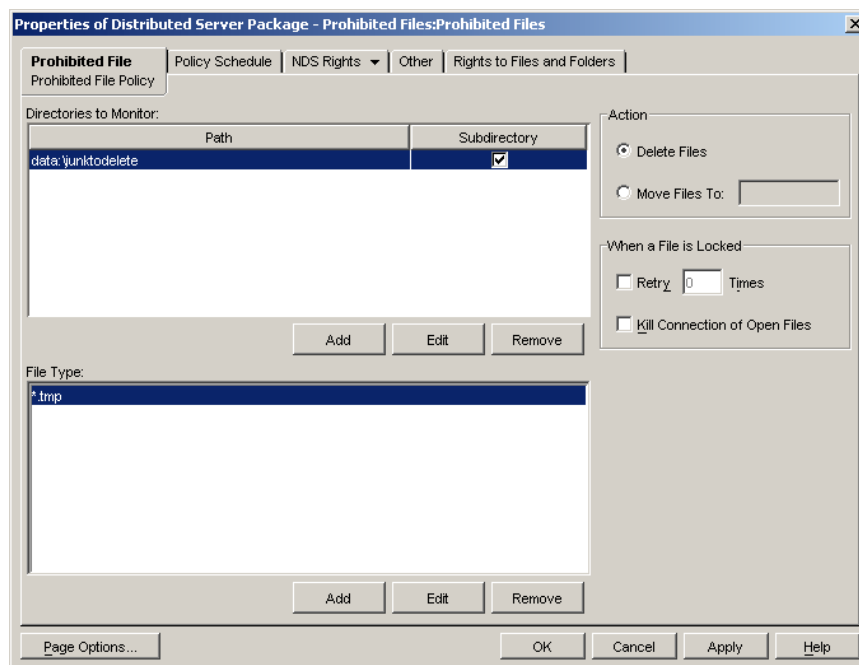 Properties of Distributed Server Package - Prohibited Files:Prohibited Files
Prohibited File Policy Schedule NDS Rights Other Rights to Files and Folders
Prohibited File Policy
Directories to Monitor:
Path Subdirectory
data:\junktodelete
Add Edit Remove
File Type:
*.tmp
Add Edit Remove
Action
Delete Files
Move Files To:
When a File is Locked
Retry 0 Times
Kill Connection of Open Files
Page Options... OK Cancel Apply Help